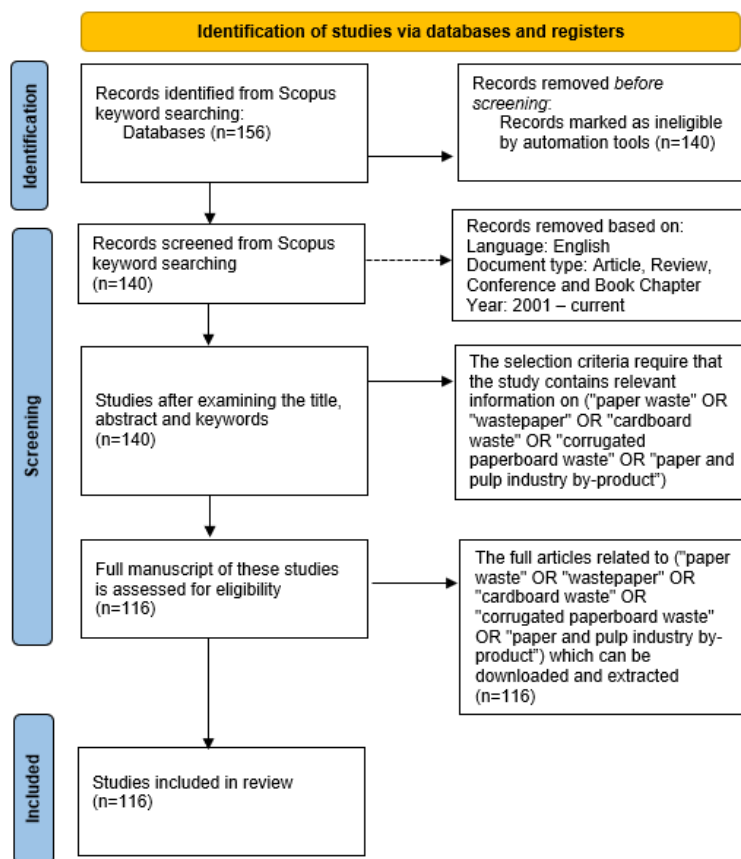 Identification of studies via databases and registers
Identification
Records identified from Scopus
keyword searching:
Databases (n=156)
Records removed before
screening:
Records marked as ineligible
by automation tools (n=140)
Screening
Records screened from Scopus
keyword searching
(n=140)
Records removed based on:
Language: English
Document type: Article, Review,
Conference and Book Chapter
Year: 2001 – current
Studies after examining the title,
abstract and keywords
(n=140)
The selection criteria require that
the study contains relevant
information on ("paper waste" OR
"wastepaper" OR "cardboard
waste" OR "corrugated
paperboard waste" OR "paper and
pulp industry by-product”)
Full manuscript of these studies
is assessed for eligibility
(n=116)
The full articles related to ("paper
waste" OR "wastepaper" OR
"cardboard waste" OR
"corrugated paperboard waste"
OR "paper and pulp industry by-
product”) which can be
downloaded and extracted
(n=116)
Included
Studies included in review
(n=116)